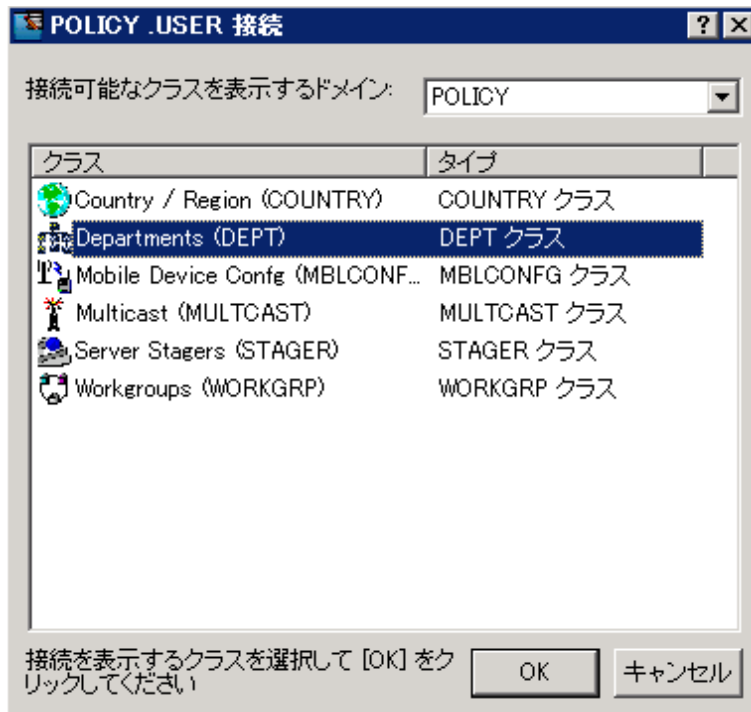 POLICY .USER 接続
接続可能なクラスを表示するドメイン:
POLICY
クラス タイプ
Country / Region (COUNTRY) COUNTRY クラス
Departments (DEPT) DEPT クラス
Mobile Device Confg (MBLCONF... MBLCONFG クラス
Multicast (MULTCAST) MULTCAST クラス
Server Stagers (STAGER) STAGER クラス
Workgroups (WORKGRP) WORKGRP クラス
接続を表示するクラスを選択して [OK] をク
リックしてください
OK キャンセル